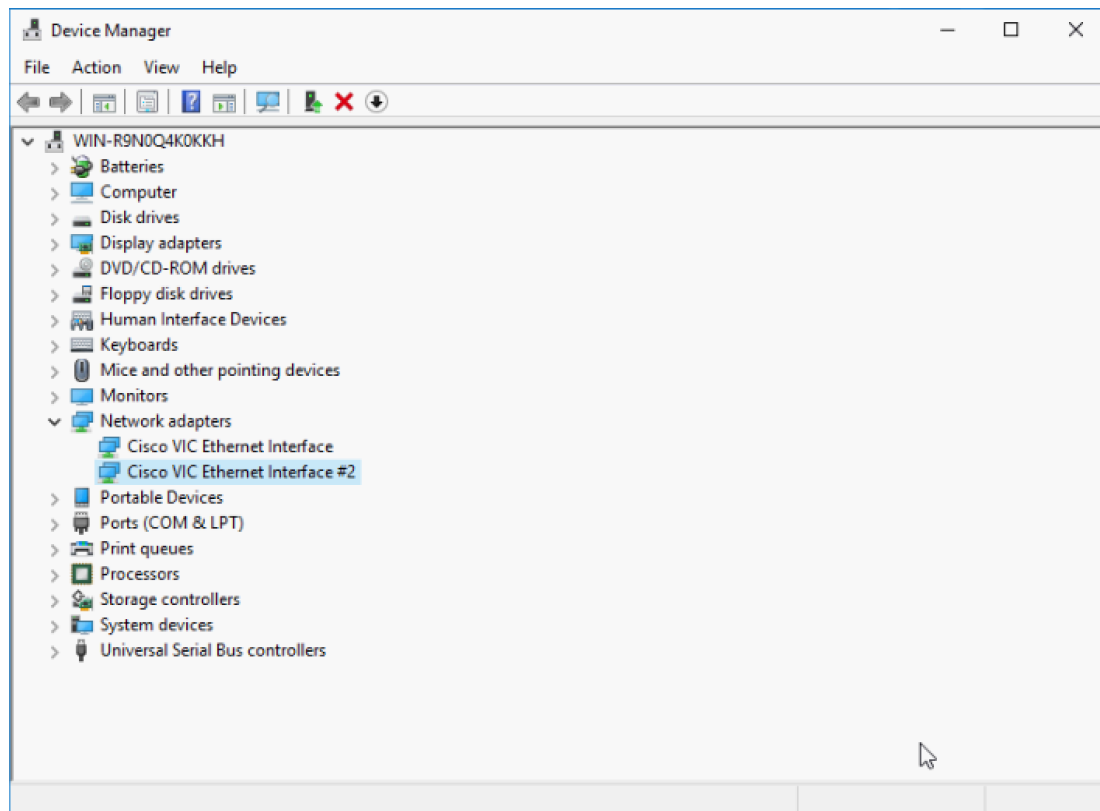 Device Manager
File Action View Help
WIN-R9N0Q4K0KKH
Batteries
Computer
Disk drives
Display adapters
DVD/CD-ROM drives
Floppy disk drives
Human Interface Devices
Keyboards
Mice and other pointing devices
Monitors
Network adapters
Cisco VIC Ethernet Interface
Cisco VIC Ethernet Interface #2
Portable Devices
Ports (COM & LPT)
Print queues
Processors
Storage controllers
System devices
Universal Serial Bus controllers